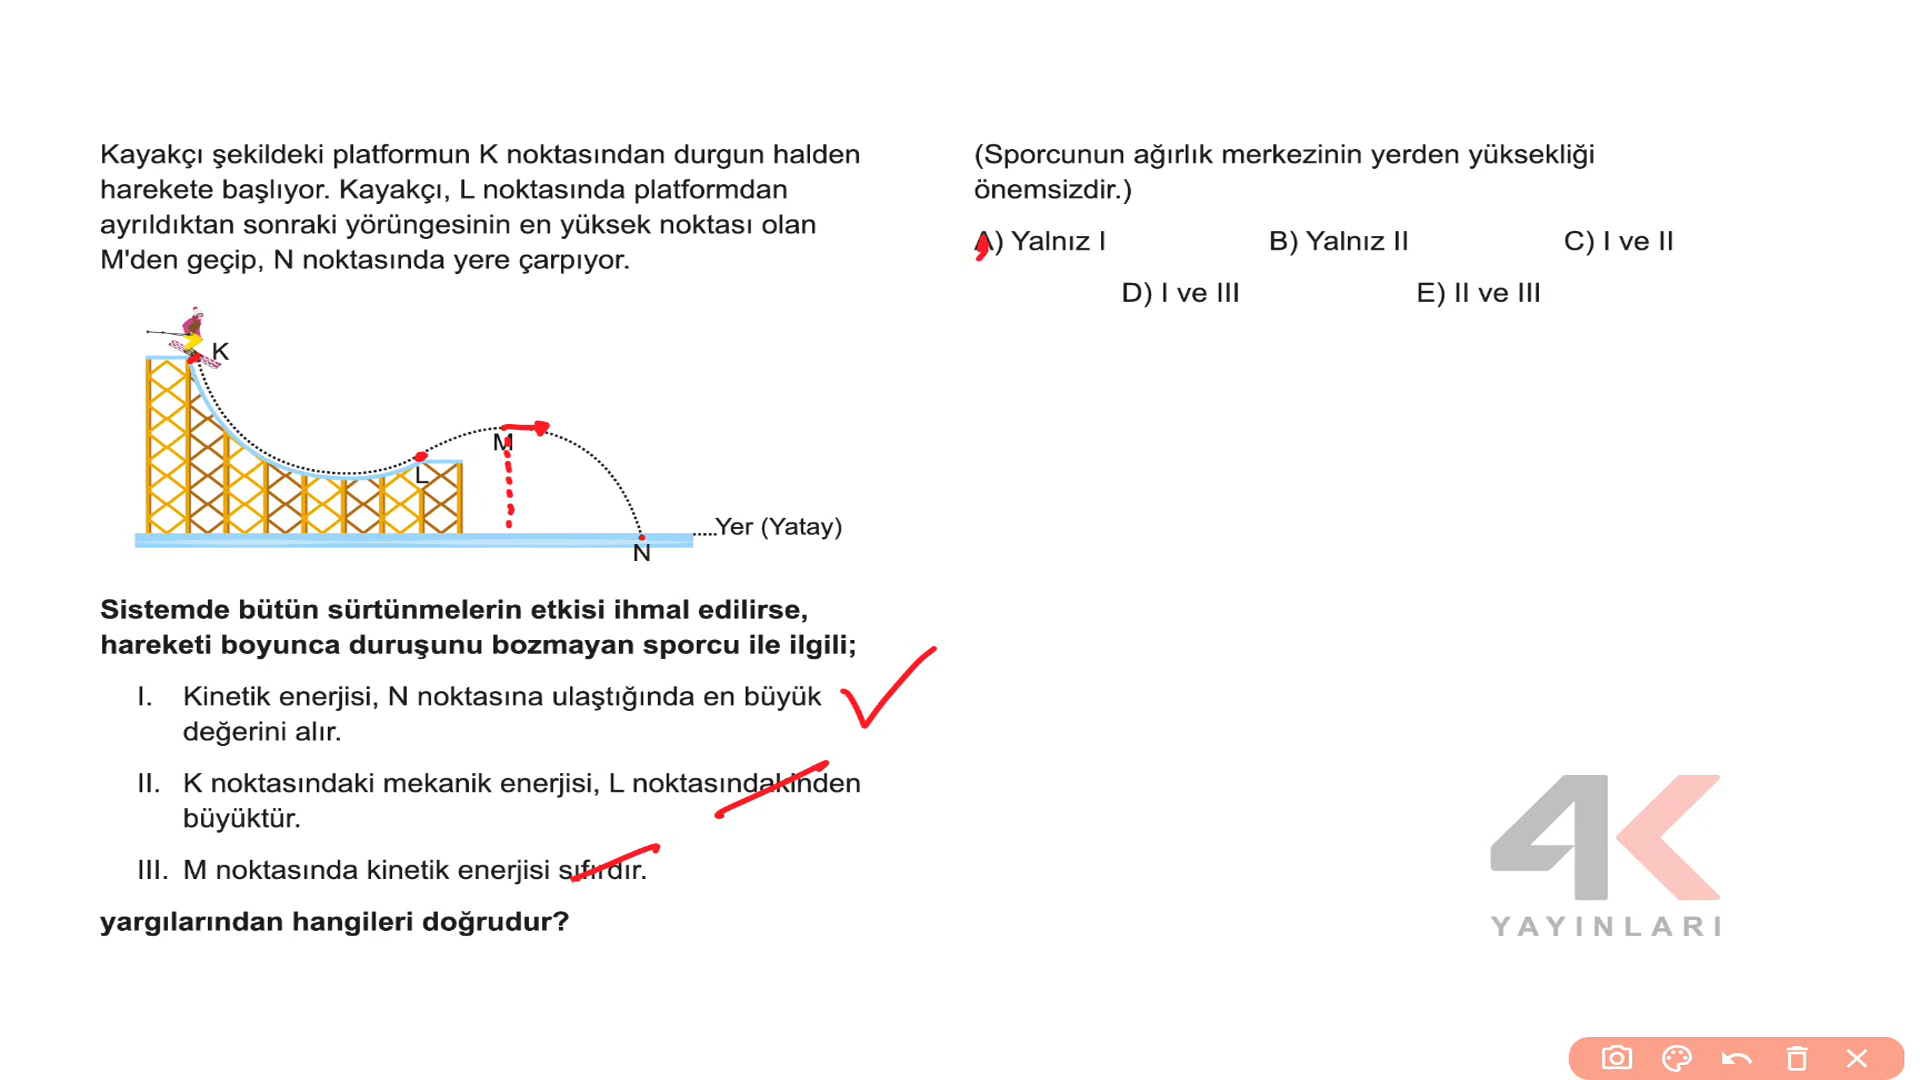 Kayakçı şekildeki platformun K noktasından durgun halden
harekete başlıyor. Kayakçı, L noktasında platformdan
ayrıldıktan sonraki yörüngesinin en yüksek noktası olan
M'den geçip, N noktasında yere çarpıyor.
K
M
L
Yer (Yatay)
N
Sistemde bütün sürtünmelerin etkisi ihmal edilirse,
hareketi boyunca duruşunu bozmayan sporcu ile ilgili;
I. Kinetik enerjisi, N noktasına ulaştığında en büyük
değerini alır.
II. K noktasındaki mekanik enerjisi, L noktasındakinden
büyüktür.
III. M noktasında kinetik enerjisi sıfırdır.
yargılarından hangileri doğrudur?
(Sporcunun ağırlık merkezinin yerden yüksekliği
önemsizdir.)
A) Yalnız I B) Yalnız II C) I ve II
D) I ve III E) II ve III
4K
YAYINLARI